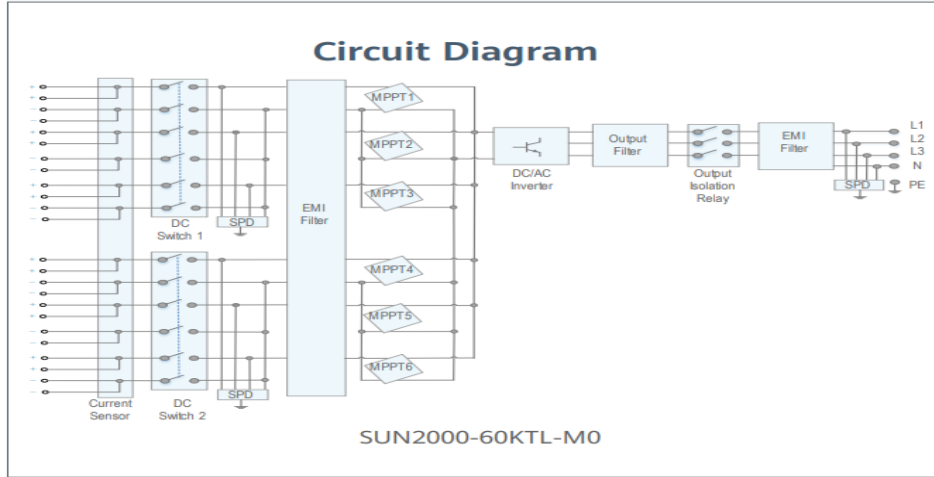 Circuit Diagram
MPPT1
MPPT2
MPPT3
MPPT4
MPPT5
MPPT6
EMI
Filter
SPD
SPD
DC
Switch 1
Current
Sensor
DC
Switch 2
DC/AC
Inverter
Output
Filter
Output
Isolation
Relay
EMI
Filter
SPD
L1
L2
L3
N
PE
SUN2000-60KTL-M0